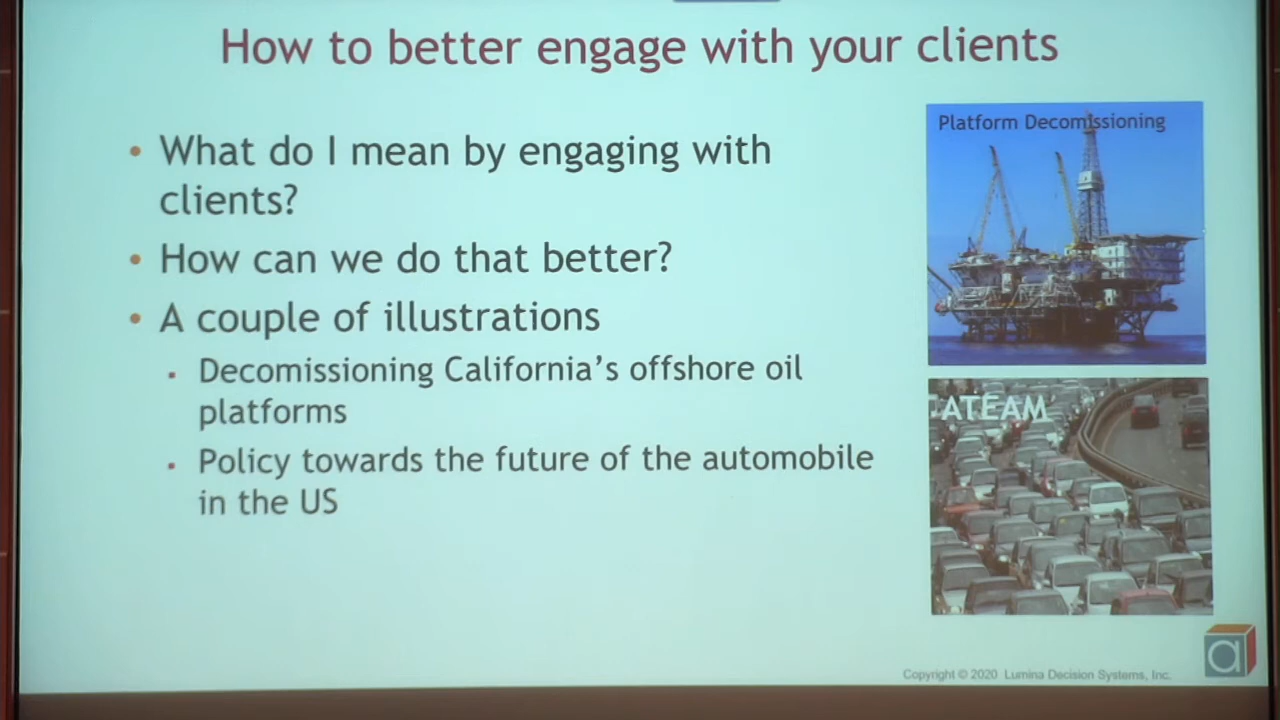 How to better engage with your clients
• What do I mean by engaging with
clients?
• How can we do that better?
• A couple of illustrations
▪ Decomissioning California's offshore oil
platforms
▪ Policy towards the future of the automobile
in the US
Platform Decomissioning
ATEAM
a
Copyright © 2020 Lumina Decision Systems, Inc.